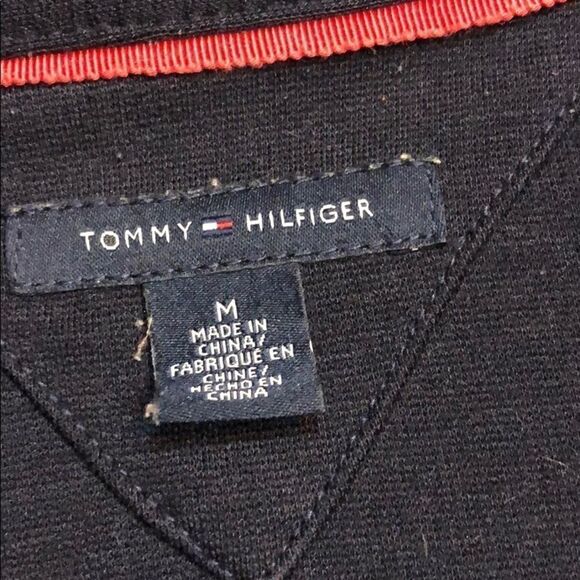 TOMMY HILFIGER
M
MADE IN
CHINA/
FABRIQUÉ EN
CHINE/
HECHO EN
CHINA